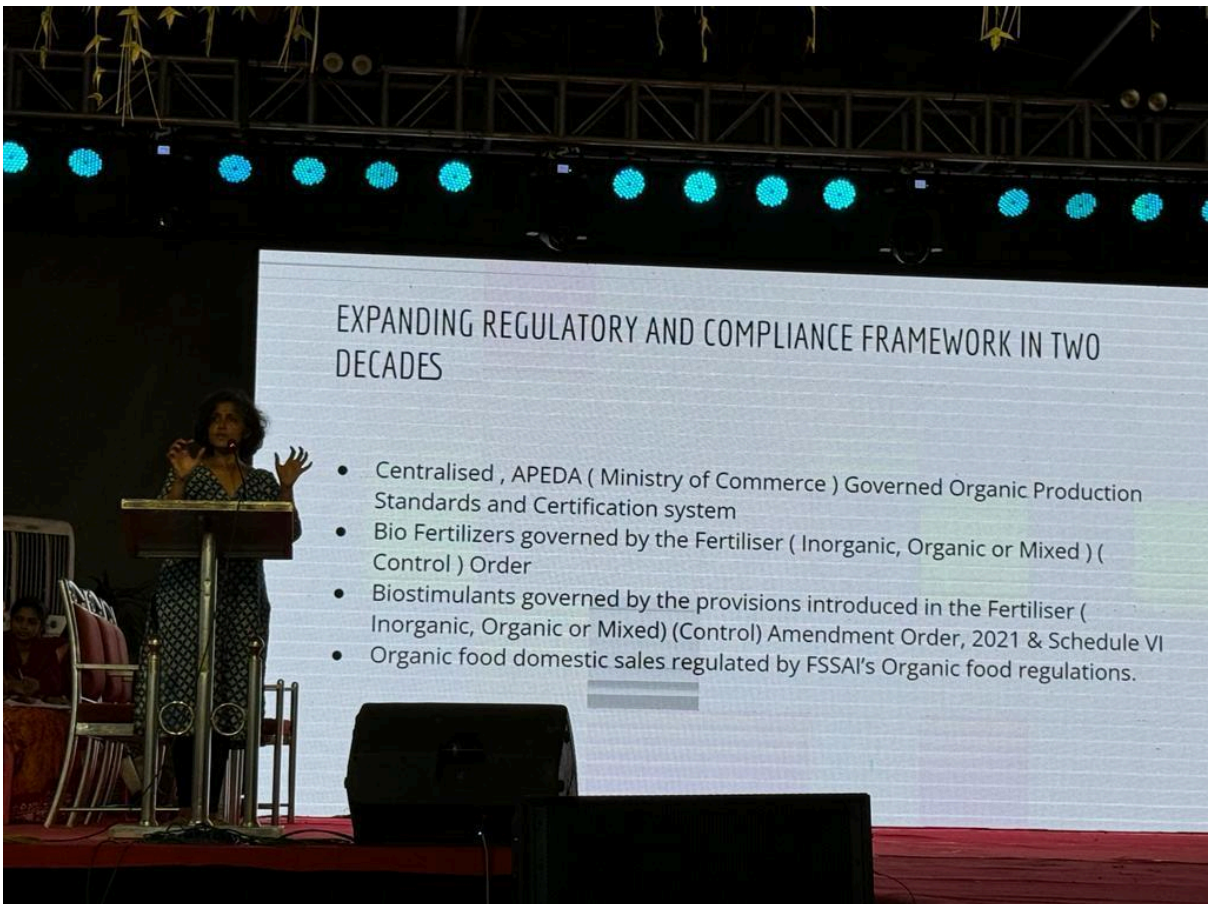 EXPANDING REGULATORY AND COMPLIANCE FRAMEWORK IN TWO
DECADES
• Centralised , APEDA ( Ministry of Commerce ) Governed Organic Production
Standards and Certification system
• Bio Fertilizers governed by the Fertiliser ( Inorganic, Organic or Mixed ) (
Control ) Order
• Biostimulants governed by the provisions introduced in the Fertiliser (
Inorganic, Organic or Mixed) (Control) Amendment Order, 2021 & Schedule VI
• Organic food domestic sales regulated by FSSAI's Organic food regulations.